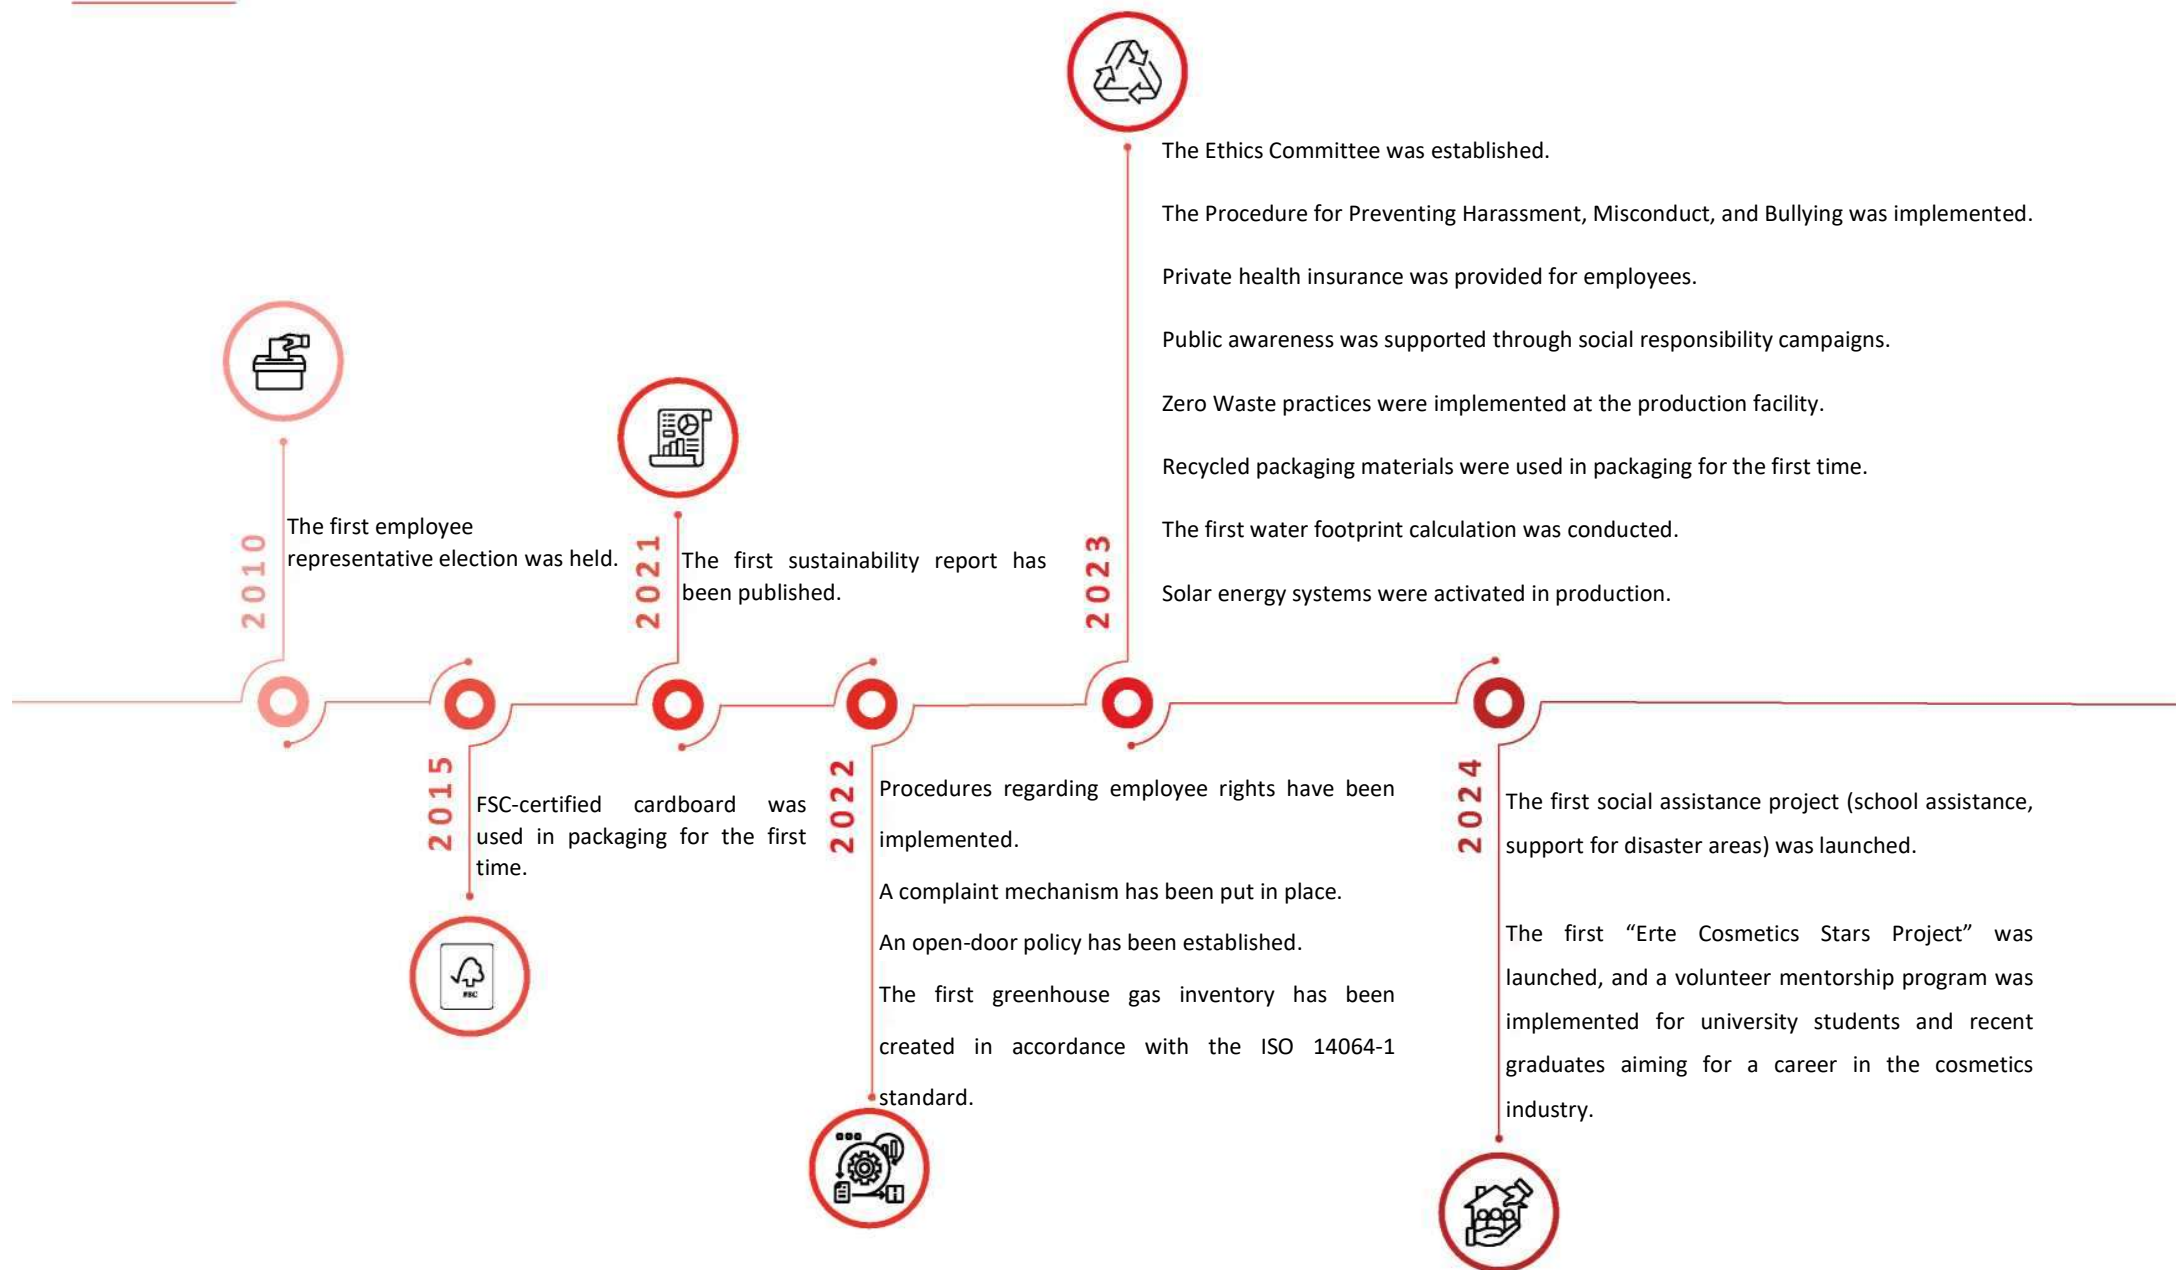 2010
The first employee
representative election was held.
2015
FSC-certified cardboard was
used in packaging for the first
time.
FSC
2021
The first sustainability report has
been published.
2022
Procedures regarding employee rights have been
implemented.
A complaint mechanism has been put in place.
An open-door policy has been established.
The first greenhouse gas inventory has been
created in accordance with the ISO 14064-1
standard.
2023
The Ethics Committee was established.
The Procedure for Preventing Harassment, Misconduct, and Bullying was implemented.
Private health insurance was provided for employees.
Public awareness was supported through social responsibility campaigns.
Zero Waste practices were implemented at the production facility.
Recycled packaging materials were used in packaging for the first time.
The first water footprint calculation was conducted.
Solar energy systems were activated in production.
2024
The first social assistance project (school assistance,
support for disaster areas) was launched.
The first “Erte Cosmetics Stars Project” was
launched, and a volunteer mentorship program was
implemented for university students and recent
graduates aiming for a career in the cosmetics
industry.